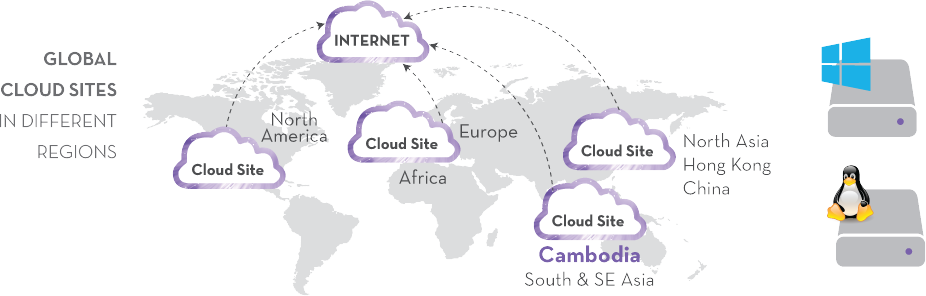 GLOBAL
CLOUD SITES
IN DIFFERENT
REGIONS
INTERNET
North
America
Cloud Site
Cloud Site
Europe
Africa
Cloud Site
North Asia
Hong Kong
China
Cloud Site
Cambodia
South & SE Asia